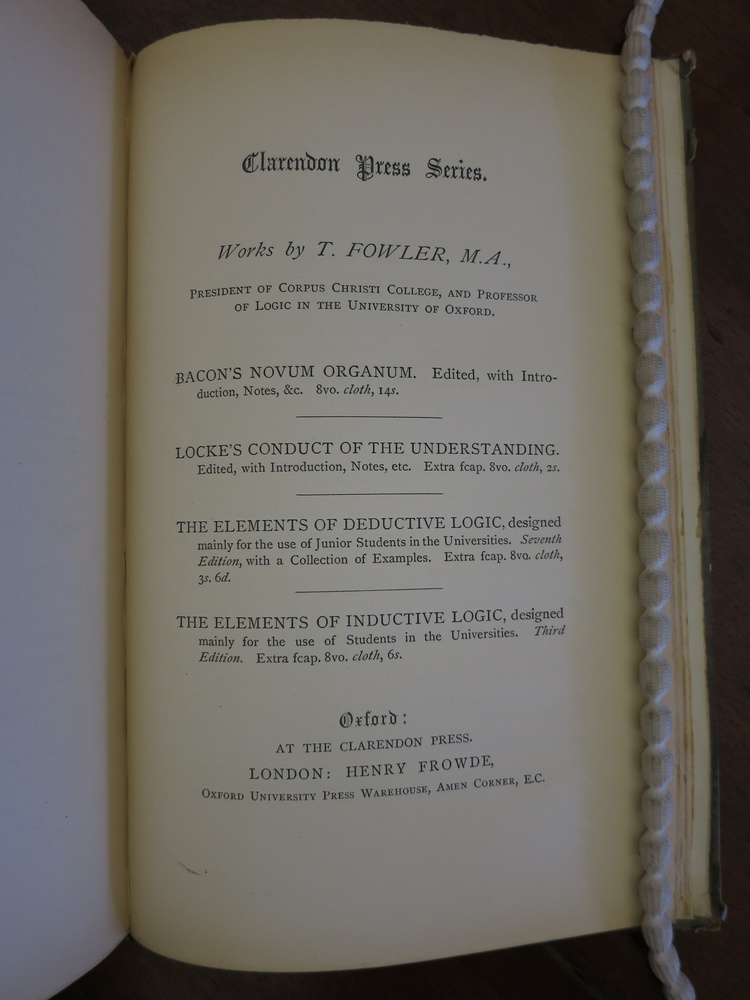 Clarendon Press Series.
Works by T. FOWLER, M.A.,
PRESIDENT OF CORPUS CHRISTI COLLEGE, AND PROFESSOR
OF LOGIC IN THE UNIVERSITY OF OXFORD.
BACON'S NOVUM ORGANUM. Edited, with Intro-
duction, Notes, &c. 8vo. cloth, 14s.
LOCKE'S CONDUCT OF THE UNDERSTANDING.
Edited, with Introduction, Notes, etc. Extra fcap. 8vo. cloth, 2s.
THE ELEMENTS OF DEDUCTIVE LOGIC, designed
mainly for the use of Junior Students in the Universities. Seventh
Edition, with a Collection of Examples. Extra fcap. 8vo. cloth,
3s. 6d.
THE ELEMENTS OF INDUCTIVE LOGIC, designed
mainly for the use of Students in the Universities. Third
Edition. Extra fcap. 8vo. cloth, 6s.
Oxford:
AT THE CLARENDON PRESS.
LONDON: HENRY FROWDE,
OXFORD UNIVERSITY PRESS WAREHOUSE, AMEN CORNER, E.C.